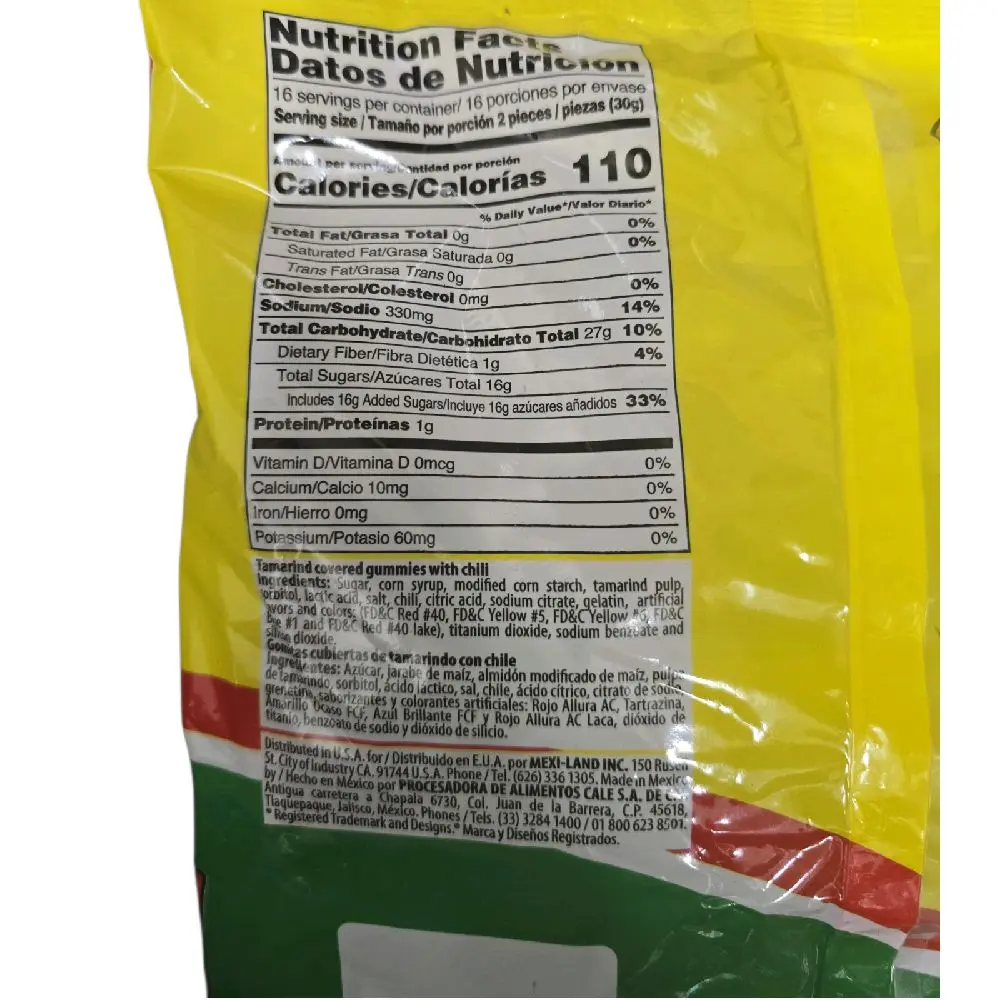 Nutrition Facts
Datos de Nutrición
16 servings per container/ 16 porciones por envase
Serving size / Tamaño por porción 2 pieces / piezas (30g)
Amount per serving/Cantidad por porción
Calories/Calorías 110
% Daily Value*/Valor Diario*
Total Fat/Grasa Total 0g 0%
Saturated Fat/Grasa Saturada 0g 0%
Trans Fat/Grasa Trans 0g
Cholesterol/Colesterol 0mg 0%
Sodium/Sodio 330mg 14%
Total Carbohydrate/Carbohidrato Total 27g 10%
Dietary Fiber/Fibra Dietética 1g 4%
Total Sugars/Azúcares Total 16g
Includes 16g Added Sugars/Incluye 16g azúcares añadidos 33%
Protein/Proteínas 1g
Vitamin D/Vitamina D 0mcg 0%
Calcium/Calcio 10mg 0%
Iron/Hierro 0mg 0%
Potassium/Potasio 60mg 0%
Tamarind covered gummies with chili
Ingredients: Sugar, corn syrup, modified corn starch, tamarind pulp,
sorbitol, lactic acid, salt, chili, citric acid, sodium citrate, gelatin, artificial
and colors: (FD&C Red #40, FD&C Yellow #5, FD&C Yellow #6, FD&C
#1 and FD&C Red #40 lake), titanium dioxide, sodium benzoate and
dioxide.
Gomitas cubiertas de tamarindo con chile
Ingredientes: Azúcar, jarabe de maíz, almidón modificado de maíz, pulpa
de tamarindo, sorbitol, ácido láctico, sal, chile, ácido cítrico, citrato de sodio,
grenetina, saborizantes y colorantes artificiales: Rojo Allura AC, Tartrazina,
Amarillo Ocaso FCF, Azul Brillante FCF y Rojo Allura AC Laca, dióxido de
titanio, benzoato de sodio y dióxido de silicio.
Distributed in U.S.A. for / Distribuido en E.U.A. por MEXI-LAND INC. 150
St. City of Industry CA. 91744 U.S.A. Phone / Tel. (626) 336 1305. Made in Mexico
by / Hecho en México por PROCESADORA DE ALIMENTOS CALE S.A. DE
Antigua carretera a Chapala 6730, Col. Juan de la Barrera, C.P. 45618,
Tlaquepaque, Jalisco, México. Phones / Tels. (33) 3284 1400 / 01 800 623 8501.
® Registered Trademark and Designs.® Marca y Diseños Registrados.